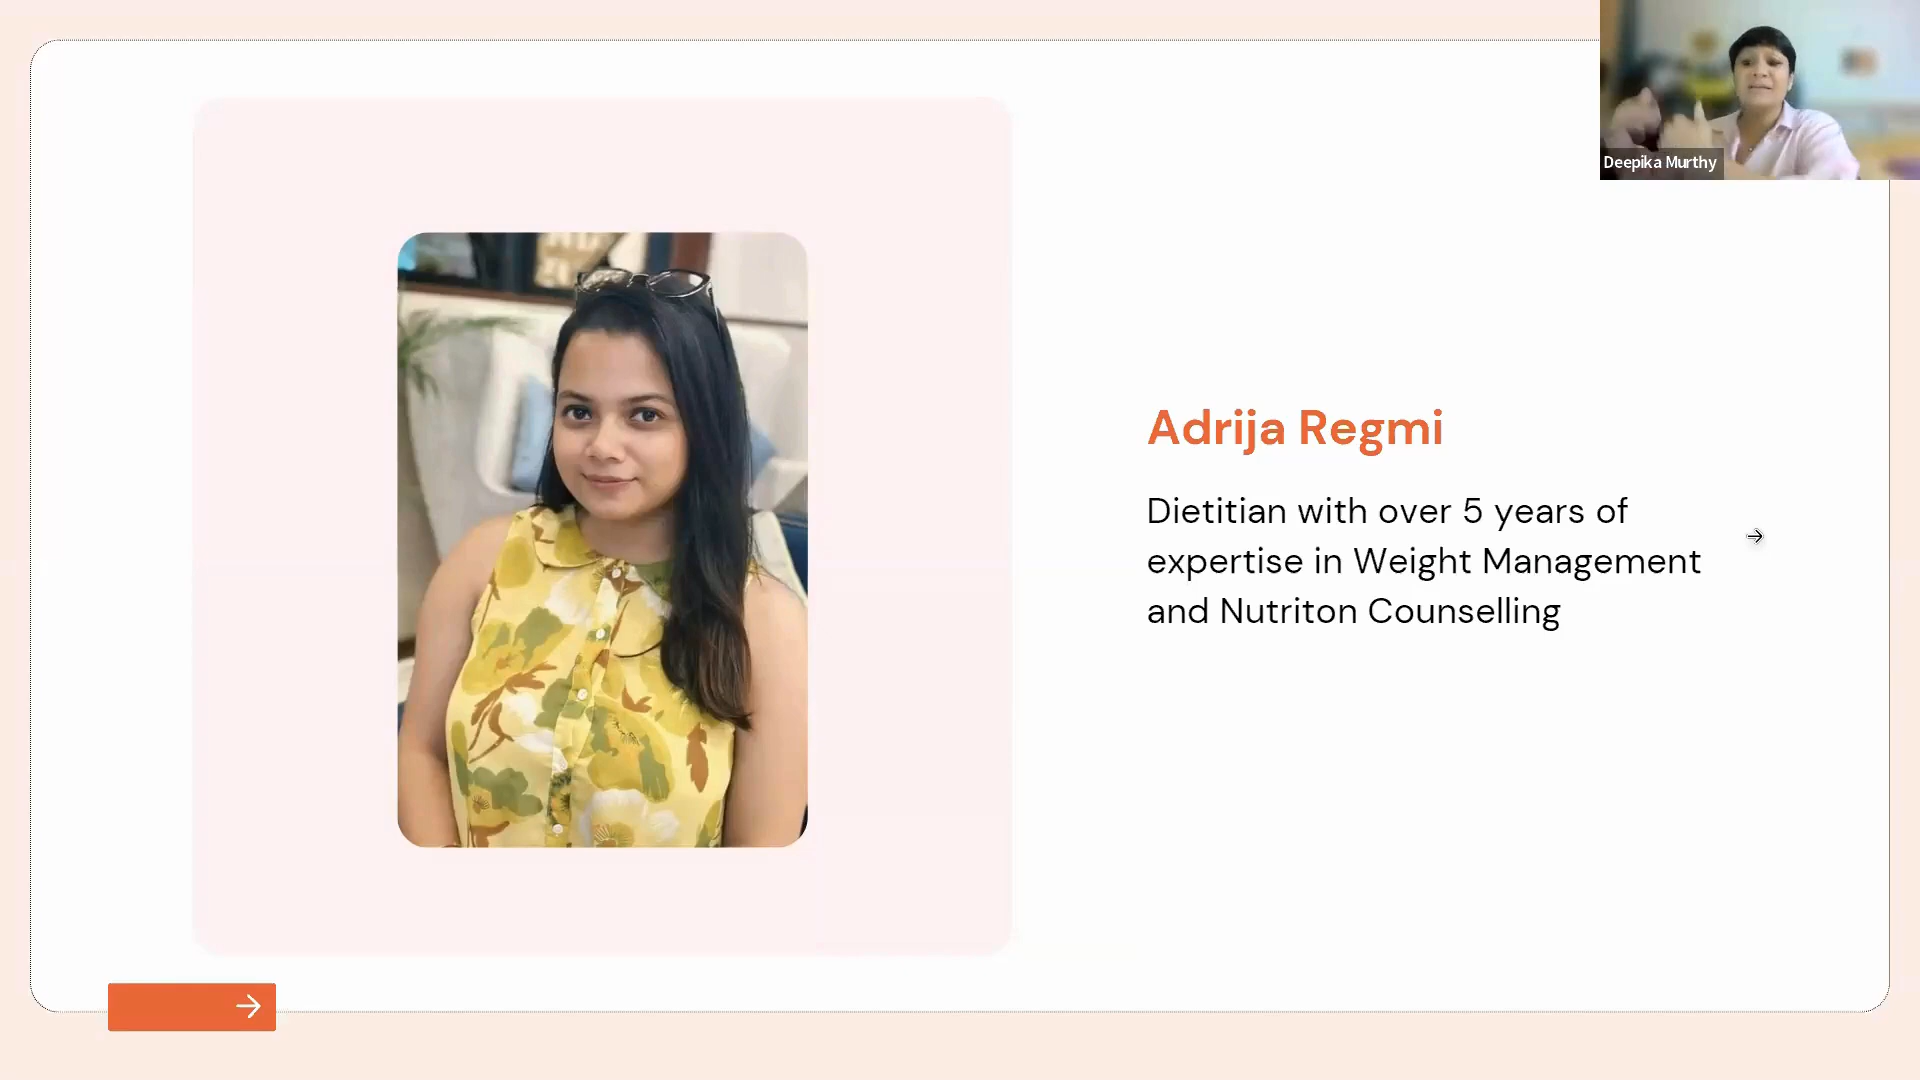 Deepika Murthy
Adrija Regmi
Dietitian with over 5 years of
expertise in Weight Management
and Nutriton Counselling